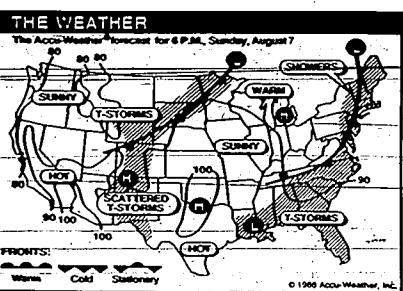 THE WEATHER
The Accu-Weather® forecast for 6 P.M., Sunday, August 7
80
80 80
SHOWERS
SUNNY
WARM
T-STORMS
H
SUNNY
HOT
100
90
80
H
SCATTERED
T-STORMS
H
90 100
L
T-STORMS
100
HOT
FRONTS:
Warm Cold Stationary
© 1988 Accu-Weather, Inc.